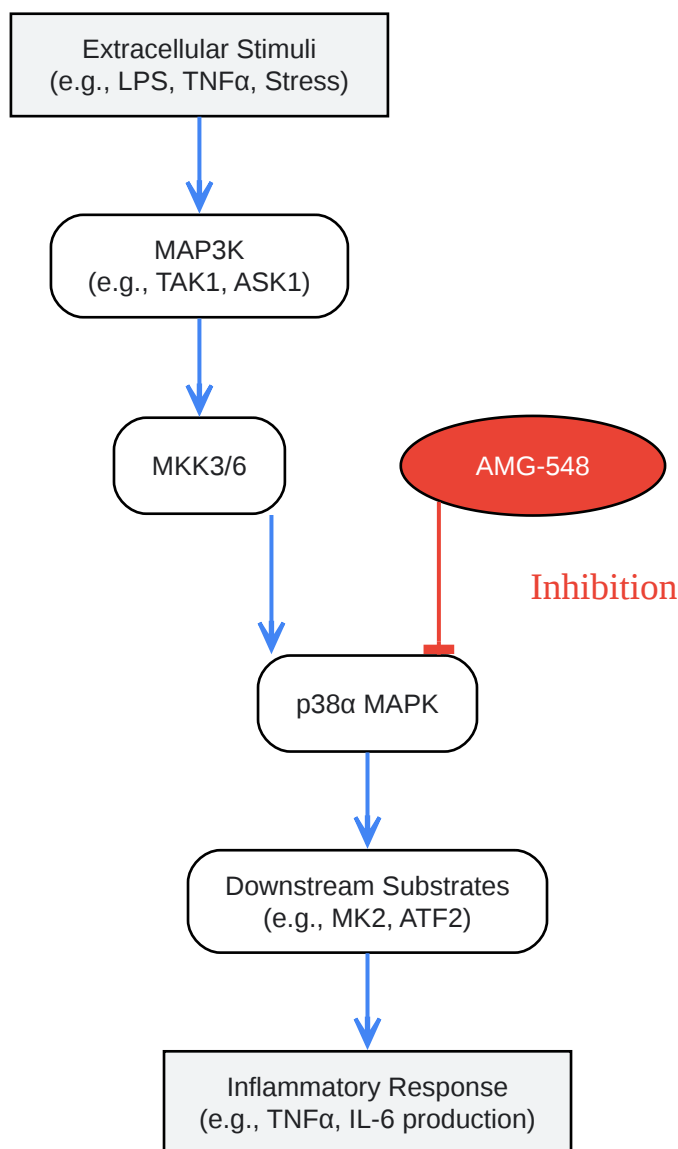 Extracellular Stimuli
(e.g., LPS, TNFα, Stress)
MAP3K
(e.g., TAK1, ASK1)
MKK3/6
AMG-548
Inhibition
p38α MAPK
Downstream Substrates
(e.g., MK2, ATF2)
Inflammatory Response
(e.g., TNFα, IL-6 production)